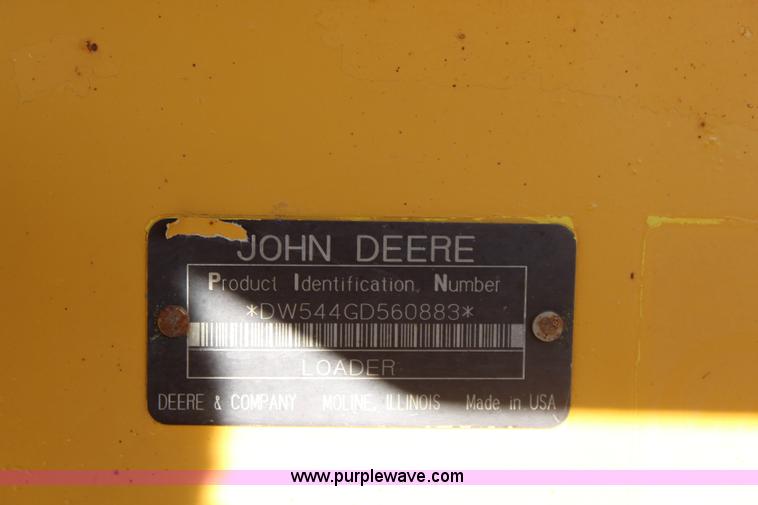 JOHN DEERE
Product Identification Number
*DW544GD560883*
LOADER
DEERE & COMPANY MOLINE, ILLINOIS Made in USA
www.purplewave.com